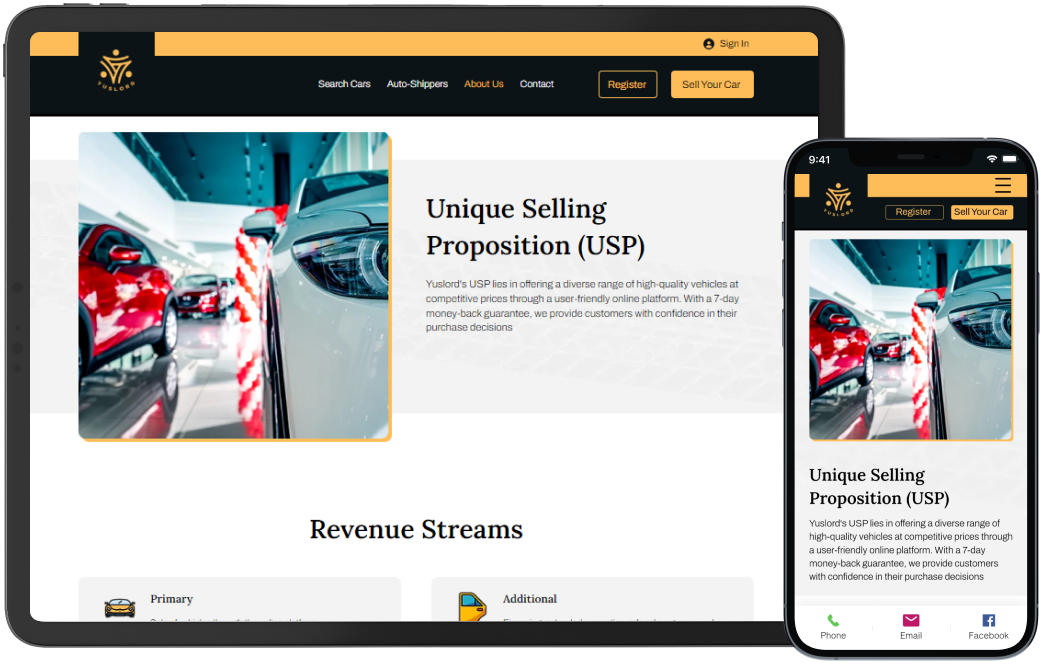 Sign In
YUSLORD
Search Cars Auto-Shippers About Us Contact Register Sell Your Car
Unique Selling
Proposition (USP)
Yuslord's USP lies in offering a diverse range of high-quality vehicles at
competitive prices through a user-friendly online platform. With a 7-day
money-back guarantee, we provide customers with confidence in their
purchase decisions
Revenue Streams
Primary
Additional
9:41
YUSLORD
Register Sell Your Car
Unique Selling
Proposition (USP)
Yuslord's USP lies in offering a diverse range of
high-quality vehicles at competitive prices through
a user-friendly online platform. With a 7-day
money-back guarantee, we provide customers
with confidence in their purchase decisions
Phone Email Facebook